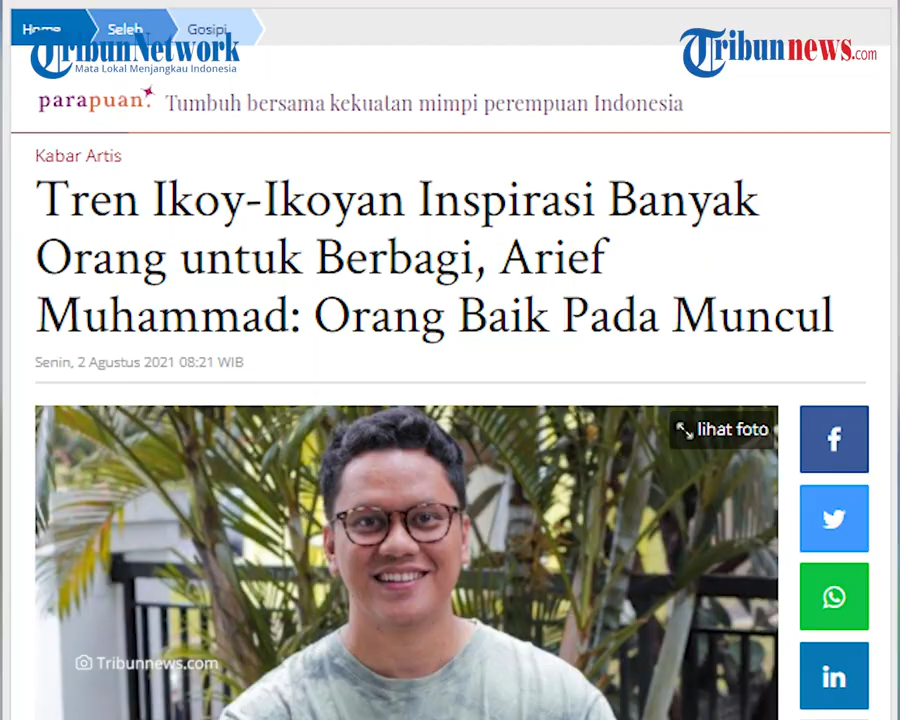 Home Seleb Gosipi
TribunNetwork
Mata Lokal Menjangkau Indonesia
Tribunnews.com
parapuan. Tumbuh bersama kekuatan mimpi perempuan Indonesia
Kabar Artis
Tren Ikoy-Ikoyan Inspirasi Banyak
Orang untuk Berbagi, Arief
Muhammad: Orang Baik Pada Muncul
Senin, 2 Agustus 2021 08:21 WIB
lihat foto
f
in
Tribunnews.com